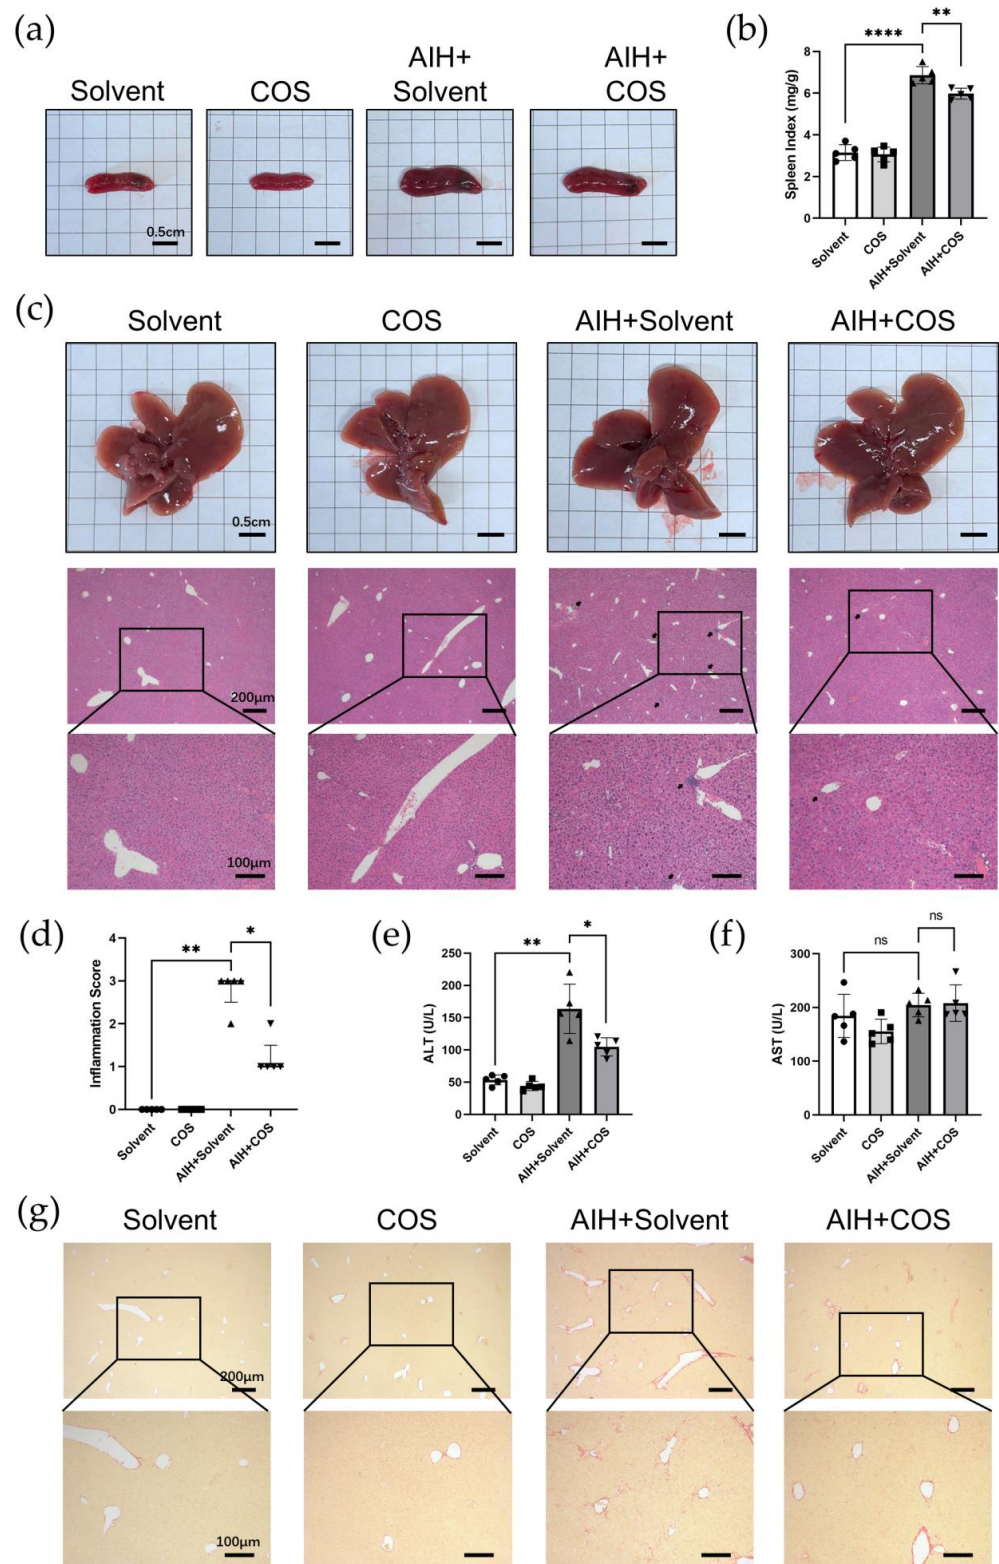 (a)
Solvent
COS
AIH+
Solvent
AIH+
COS
0.5cm
(b)
**
****
Spleen Index (mg/g)
8
6
4
2
0
Solvent
COS
AIH+Solvent
AIH+COS
(c)
Solvent
COS
AIH+Solvent
AIH+COS
0.5cm
200μm
100μm
(d)
Inflammation Score
4
3
2
1
0
**
*
Solvent
COS
AIH+Solvent
AIH+COS
(e)
ALT (U/L)
250
200
150
100
50
0
**
*
Solvent
COS
AIH+Solvent
AIH+COS
(f)
AST (U/L)
300
200
100
0
ns
ns
Solvent
COS
AIH+Solvent
AIH+COS
(g)
Solvent
COS
AIH+Solvent
AIH+COS
200μm
100μm